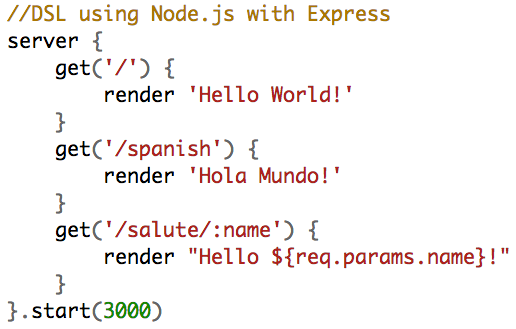 //DSL using Node.js with Express
server {
    get('/') {
        render 'Hello World!'
    }
    get('/spanish') {
        render 'Hola Mundo!'
    }
    get('/salute/:name') {
        render "Hello ${req.params.name}!"
    }
}.start(3000)